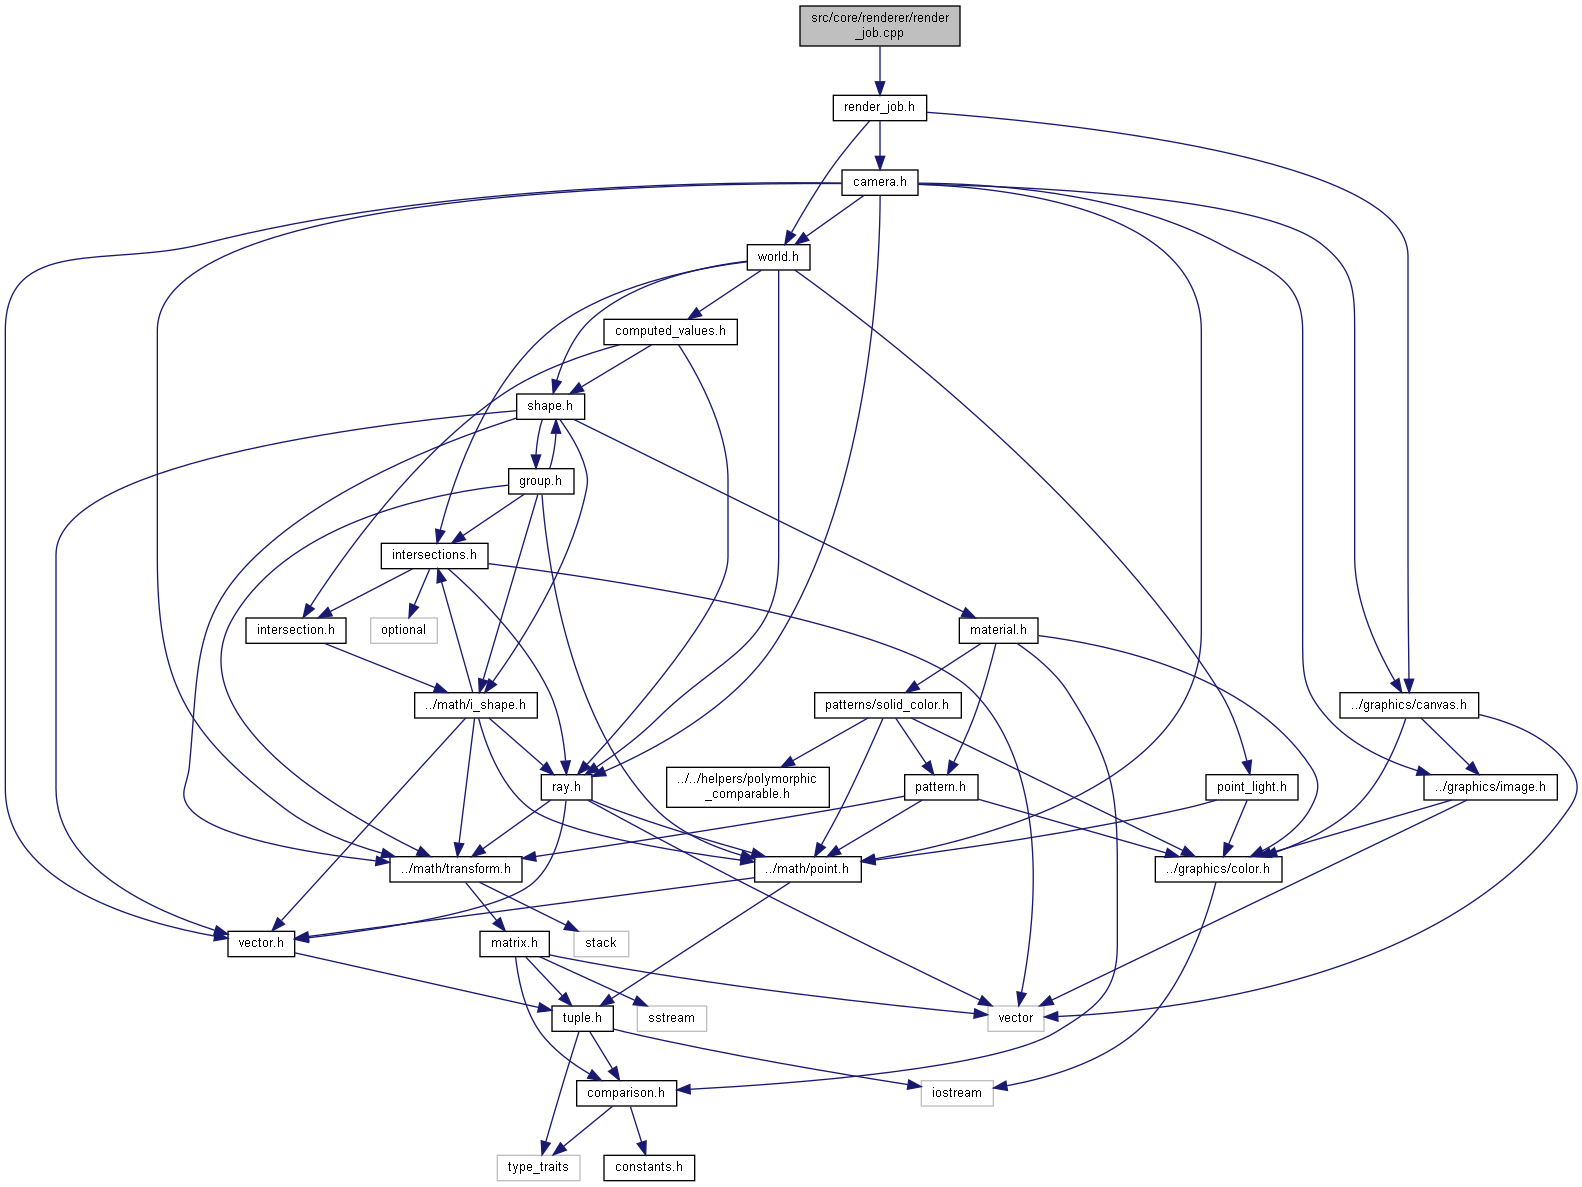 src/core/renderer/render
_job.cpp
render_job.h
camera.h
world.h
computed_values.h
shape.h
group.h
intersections.h
intersection.h
optional
material.h
../math/i_shape.h
patterns/solid_color.h
../graphics/canvas.h
ray.h
../../helpers/polymorphic
_comparable.h
pattern.h
point_light.h
../graphics/image.h
../math/transform.h
../math/point.h
../graphics/color.h
vector.h
matrix.h
stack
tuple.h
sstream
vector
comparison.h
iostream
type_traits
constants.h